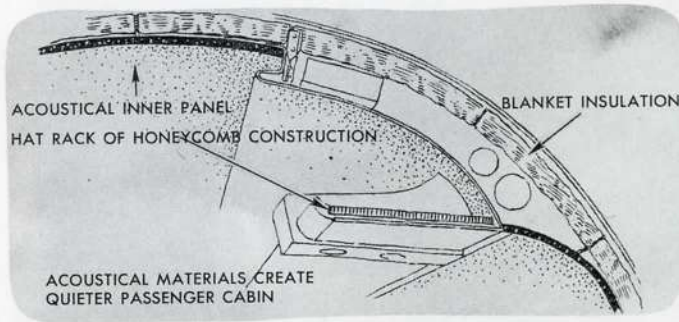 ACOUSTICAL INNER PANEL
BLANKET INSULATION
HAT RACK OF HONEYCOMB CONSTRUCTION
ACOUSTICAL MATERIALS CREATE
QUIETER PASSENGER CABIN